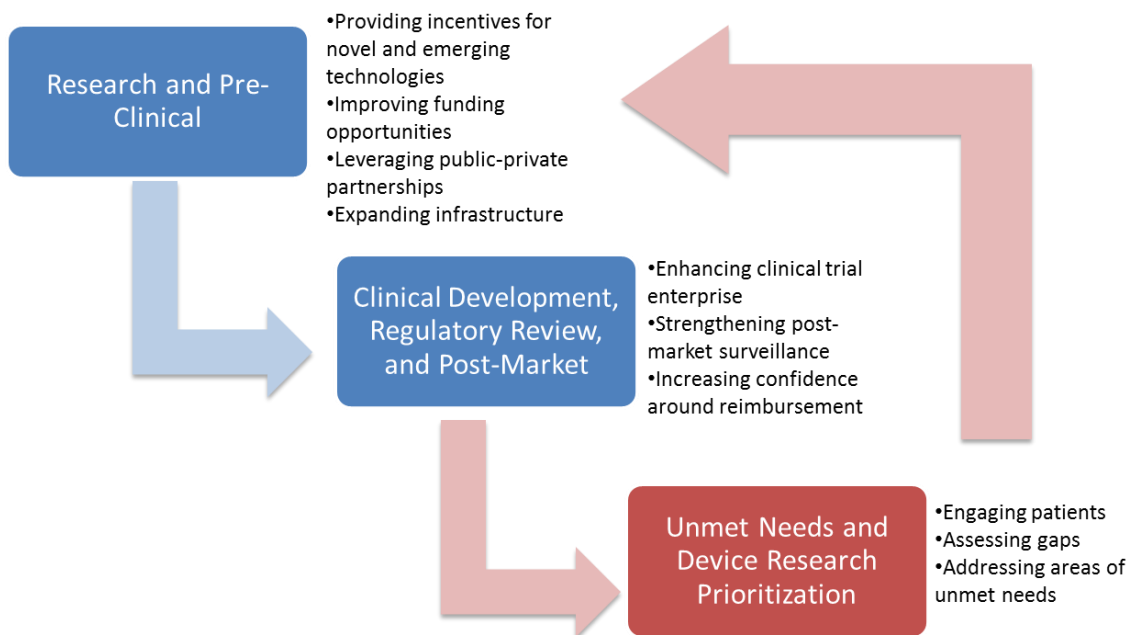 Research and Pre-
Clinical
•Providing incentives for
novel and emerging
technologies
•Improving funding
opportunities
•Leveraging public-private
partnerships
•Expanding infrastructure
Clinical Development,
Regulatory Review,
and Post-Market
•Enhancing clinical trial
enterprise
•Strengthening post-
market surveillance
•Increasing confidence
around reimbursement
Unmet Needs and
Device Research
Prioritization
•Engaging patients
•Assessing gaps
•Addressing areas of
unmet needs